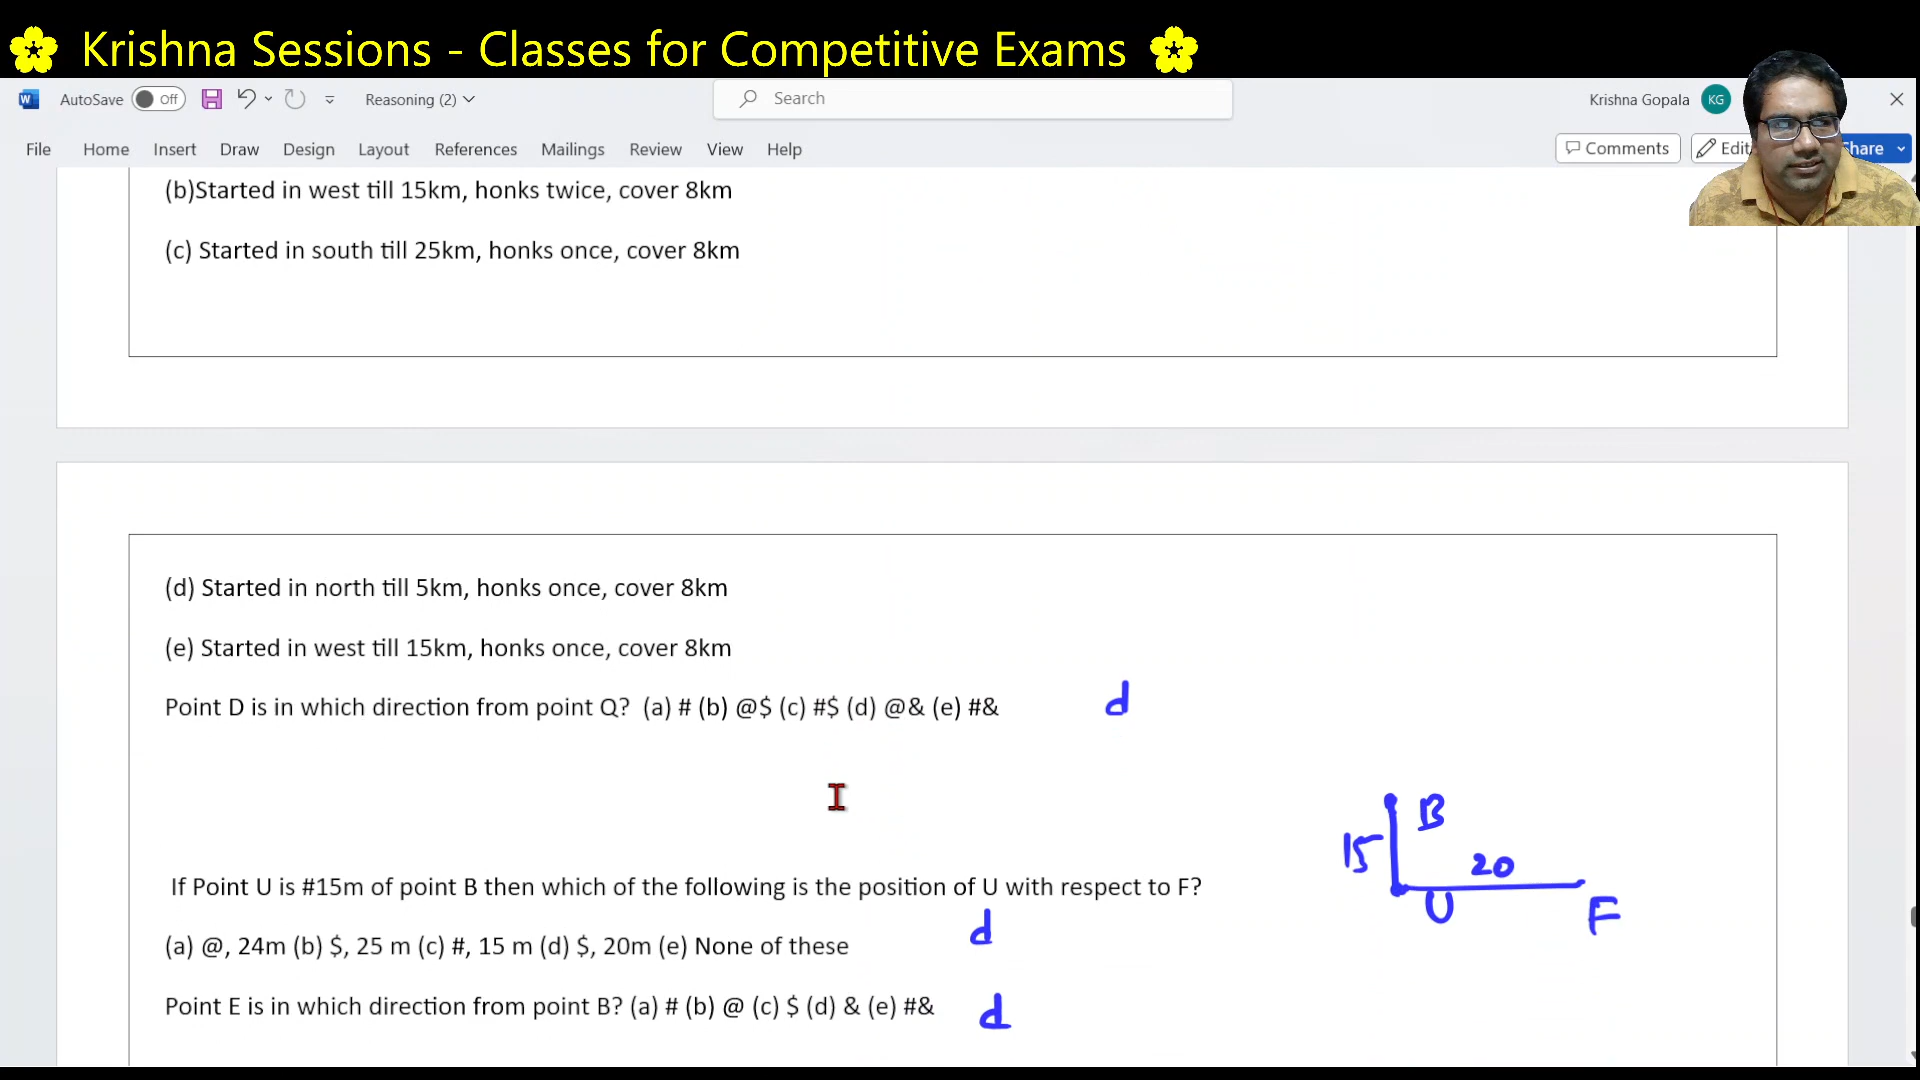 Krishna Sessions - Classes for Competitive Exams
AutoSave Off Reasoning (2) Search Krishna Gopala KG
File Home Insert Draw Design Layout References Mailings Review View Help Comments Share
(b)Started in west till 15km, honks twice, cover 8km
(c) Started in south till 25km, honks once, cover 8km
(d) Started in north till 5km, honks once, cover 8km
(e) Started in west till 15km, honks once, cover 8km
Point D is in which direction from point Q? (a) # (b) @$ (c) #$ (d) @& (e) #& d
B
15 20
U F
If Point U is #15m of point B then which of the following is the position of U with respect to F?
(a) @, 24m (b) $, 25 m (c) #, 15 m (d) $, 20m (e) None of these d
Point E is in which direction from point B? (a) # (b) @ (c) $ (d) & (e) #& d